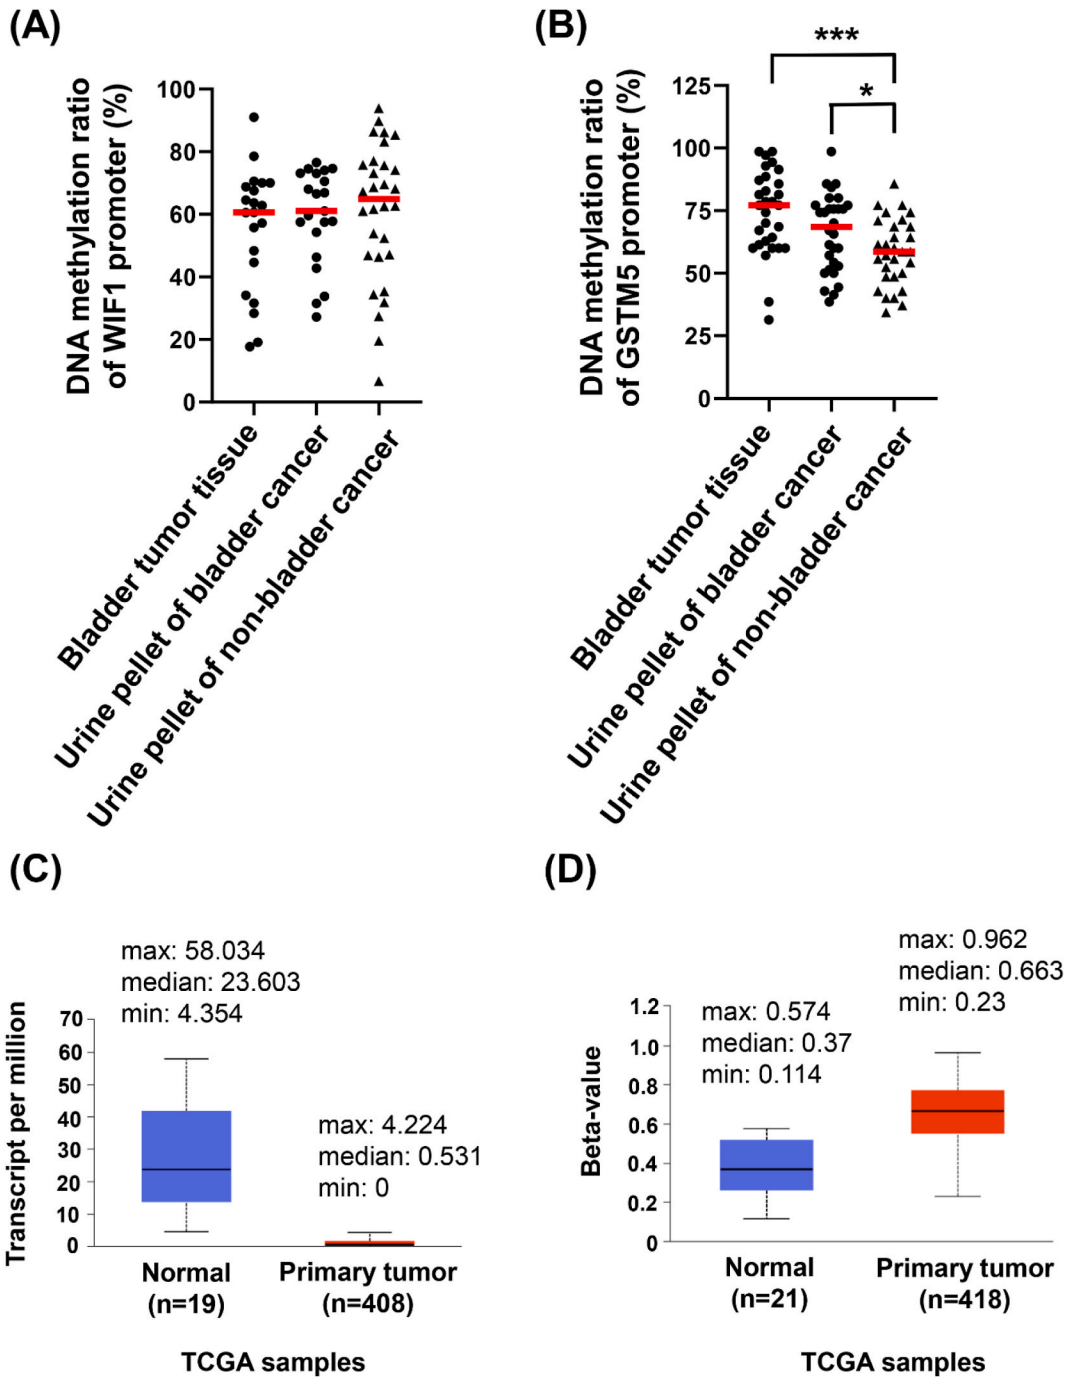 (A)
DNA methylation ratio
of WIF1 promoter (%)
100
80
60
40
20
0
Bladder tumor tissue
Urine pellet of bladder cancer
Urine pellet of non-bladder cancer
(B)
DNA methylation ratio
of GSTM5 promoter (%)
***
*
125
100
75
50
25
0
Bladder tumor tissue
Urine pellet of bladder cancer
Urine pellet of non-bladder cancer
(C)
max: 58.034
median: 23.603
min: 4.354
Transcript per million
70
60
50
40
30
20
10
0
max: 4.224
median: 0.531
min: 0
Normal
(n=19)
Primary tumor
(n=408)
TCGA samples
(D)
max: 0.962
median: 0.663
min: 0.23
max: 0.574
median: 0.37
min: 0.114
Beta-value
1.2
1.0
0.8
0.6
0.4
0.2
0
Normal
(n=21)
Primary tumor
(n=418)
TCGA samples